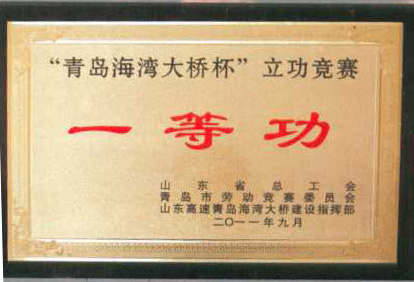 “青岛海湾大桥杯”立功竞赛
一等功
山东省总工会
青岛市劳动竞赛委员会
山东高速青岛海湾大桥建设指挥部
二〇一一年九月